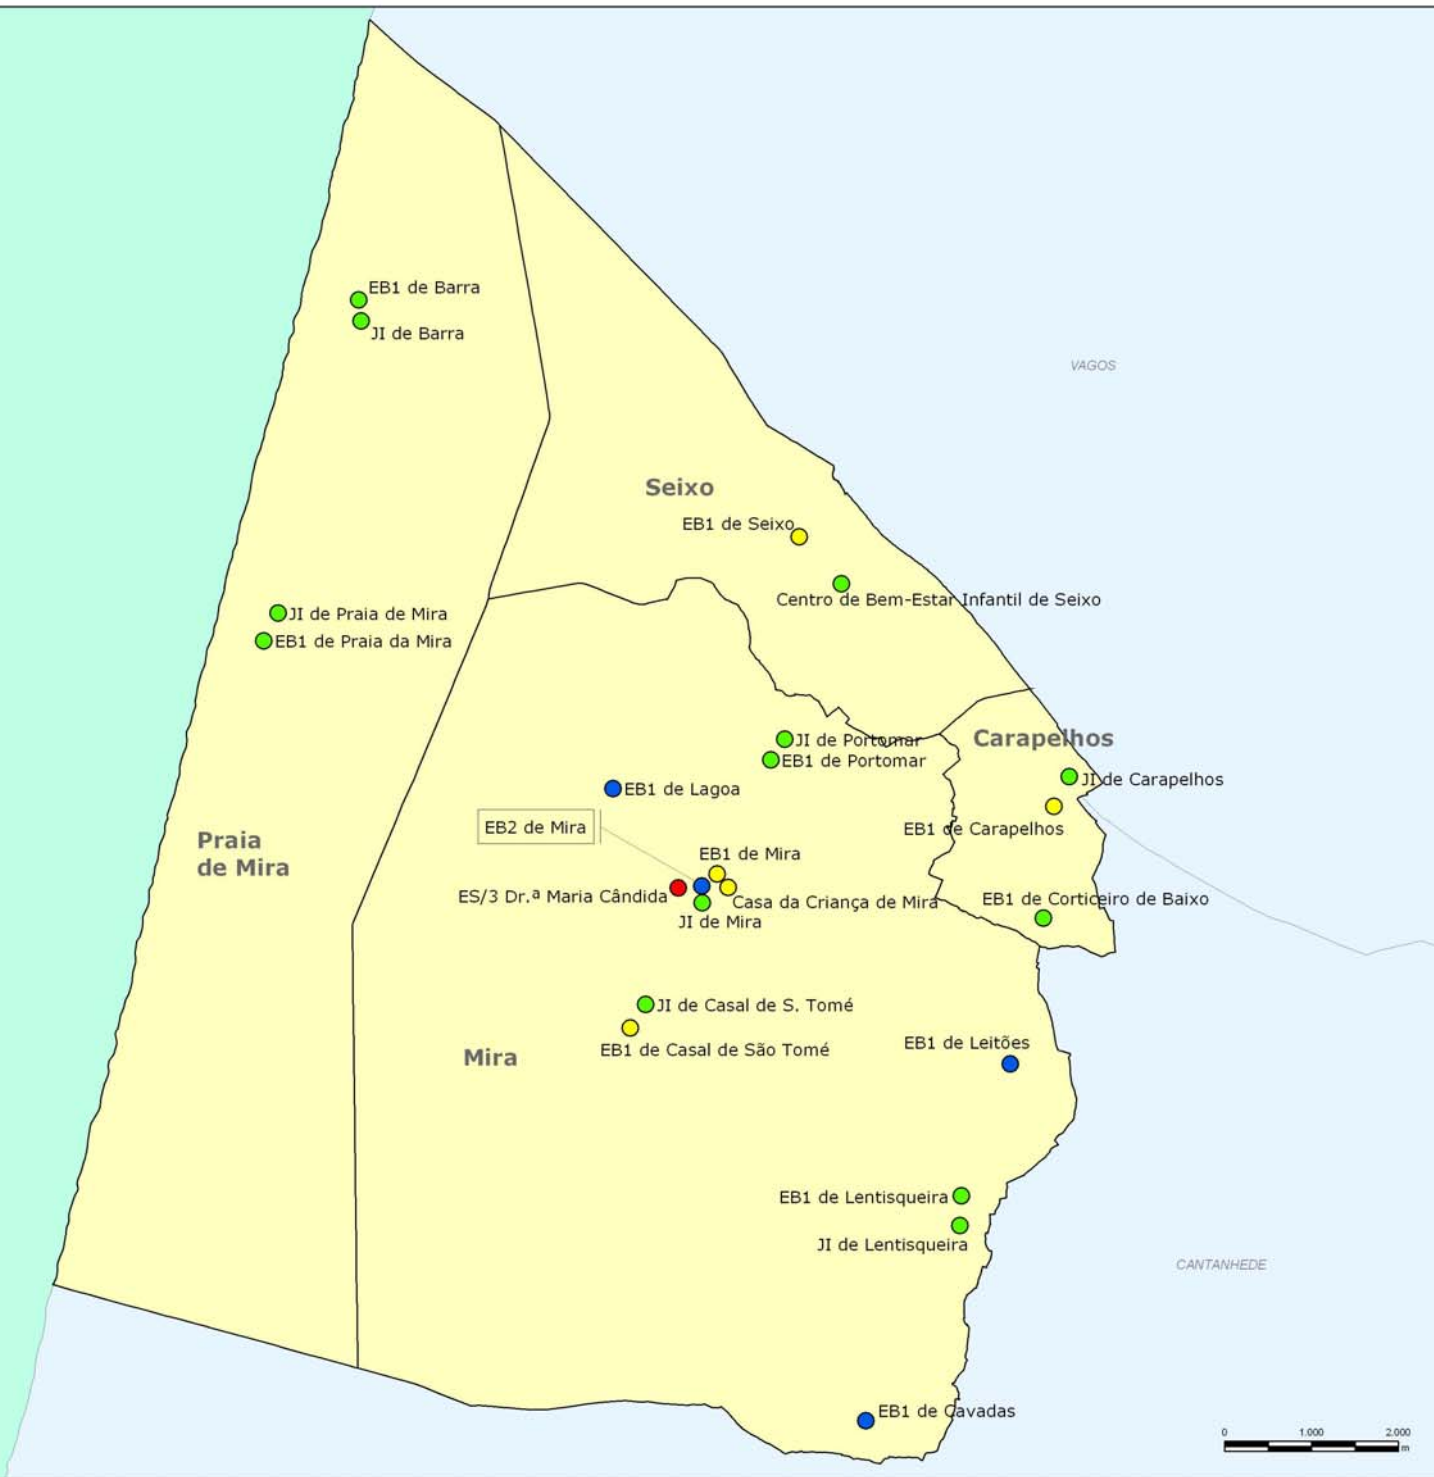 EB1 de Barra
JI de Barra
VAGOS
Seixo
EB1 de Seixo
Centro de Bem-Estar Infantil de Seixo
JI de Praia de Mira
EB1 de Praia da Mira
JI de Portomar
Carapelhos
EB1 de Portomar
JI de Carapelhos
EB1 de Lagoa
EB2 de Mira
EB1 de Carapelhos
Praia
de Mira
EB1 de Mira
ES/3 Dr.ª Maria Cândida
Casa da Criança de Mira
EB1 de Corticeiro de Baixo
JI de Mira
JI de Casal de S. Tomé
EB1 de Casal de São Tomé
EB1 de Leitões
Mira
EB1 de Lentisqueira
JI de Lentisqueira
CANTANHEDE
EB1 de Cavadas
0 1.000 2.000
m